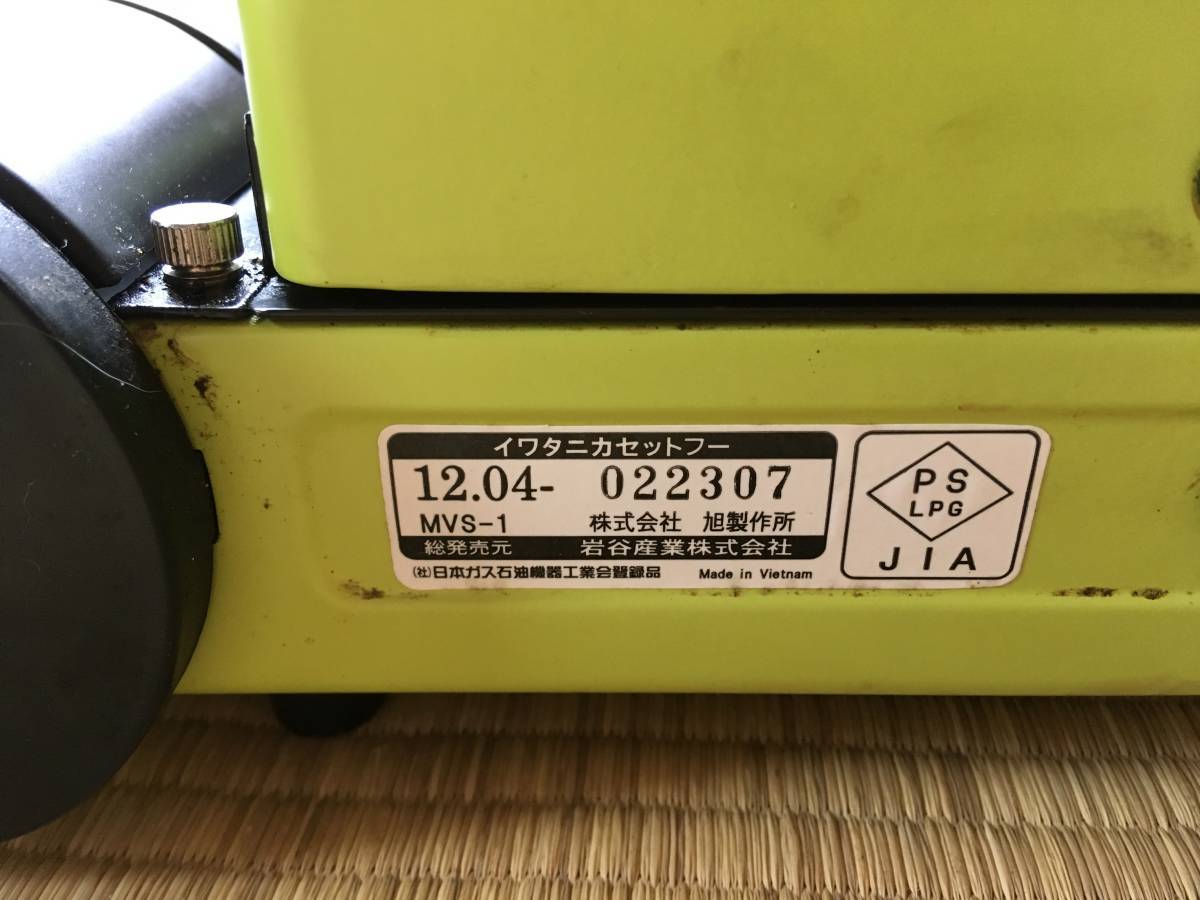 イワタニカセットフー
12.04- 022307
MVS-1 株式会社 旭製作所
総発売元 岩谷産業株式会社
(社)日本ガス石油機器工業会登録品 Made in Vietnam
PS
LPG
JIA